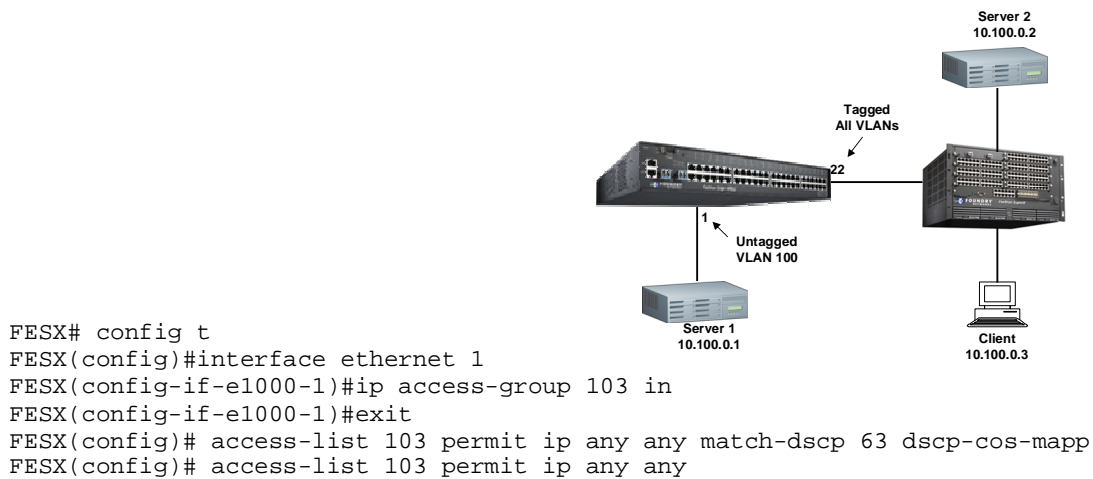 Server 2
10.100.0.2
Tagged
All VLANs
22
FOUNDRY
1
Untagged
VLAN 100
Server 1
10.100.0.1
Client
10.100.0.3
FESX# config t
FESX(config)#interface ethernet 1
FESX(config-if-e1000-1)#ip access-group 103 in
FESX(config-if-e1000-1)#exit
FESX(config)# access-list 103 permit ip any any match-dscp 63 dscp-cos-mapp
FESX(config)# access-list 103 permit ip any any